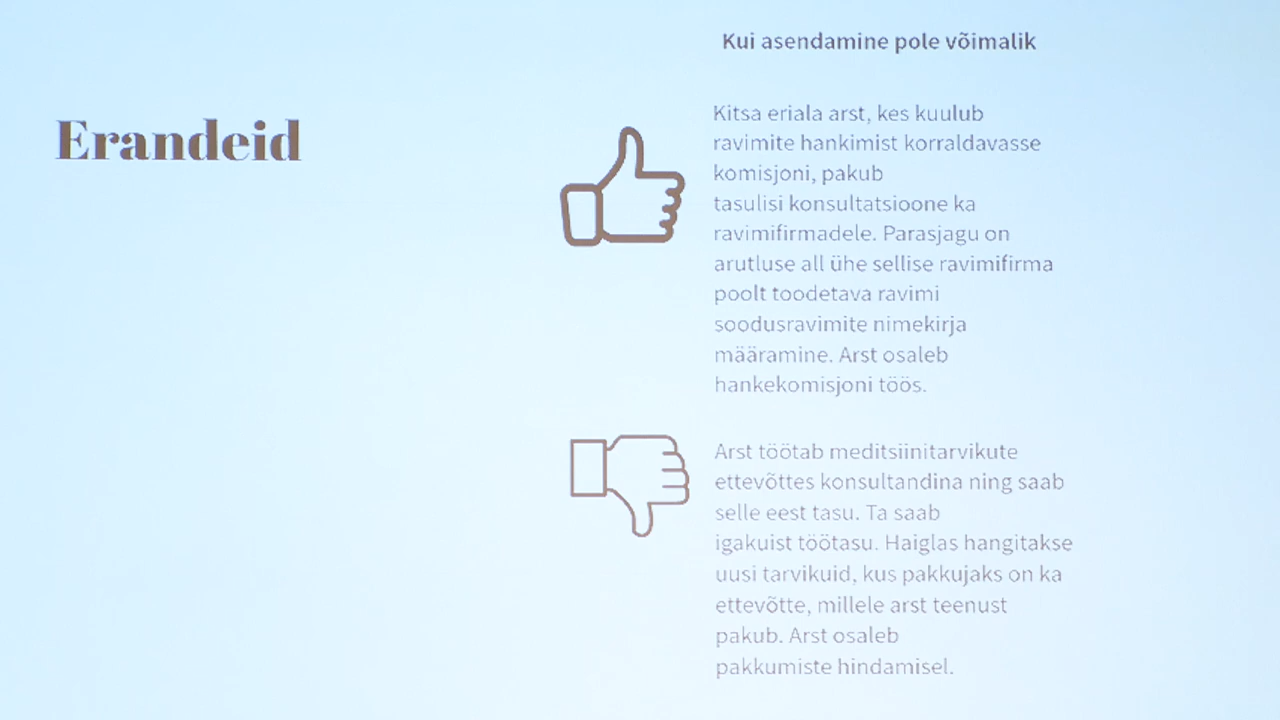 Erandeid
Kui asendamine pole võimalik
Kitsa eriala arst, kes kuulub
ravimite hankimist korraldavasse
komisjoni, pakub
tasulisi konsultatsioone ka
ravimifirmadele. Parasjagu on
arutluse all ühe sellise ravimifirma
poolt toodetava ravimi
soodusravimite nimekirja
määramine. Arst osaleb
hankekomisjoni töös.
Arst töötab meditsiinitarvikute
ettevõttes konsultandina ning saab
selle eest tasu. Ta saab
igakuist töötasu. Haiglas hangitakse
uusi tarvikuid, kus pakkujaks on ka
ettevõtte, millele arst teenust
pakub. Arst osaleb
pakkumiste hindamisel.